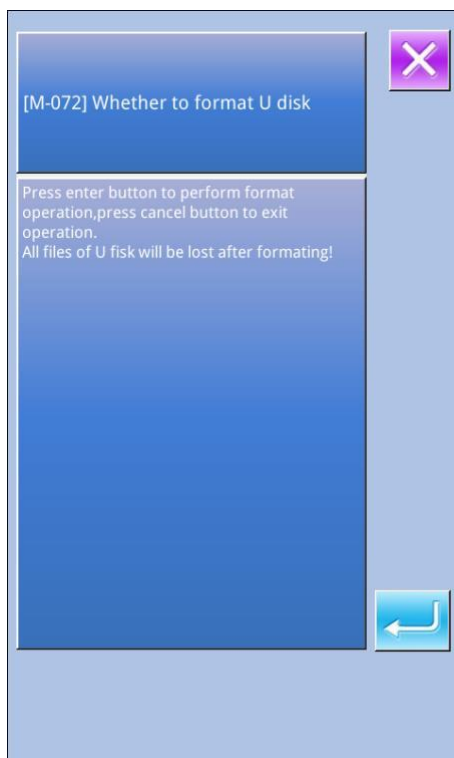 [M-072] Whether to format U disk
Press enter button to perform format
operation,press cancel button to exit
operation.
All files of U fisk will be lost after formating!